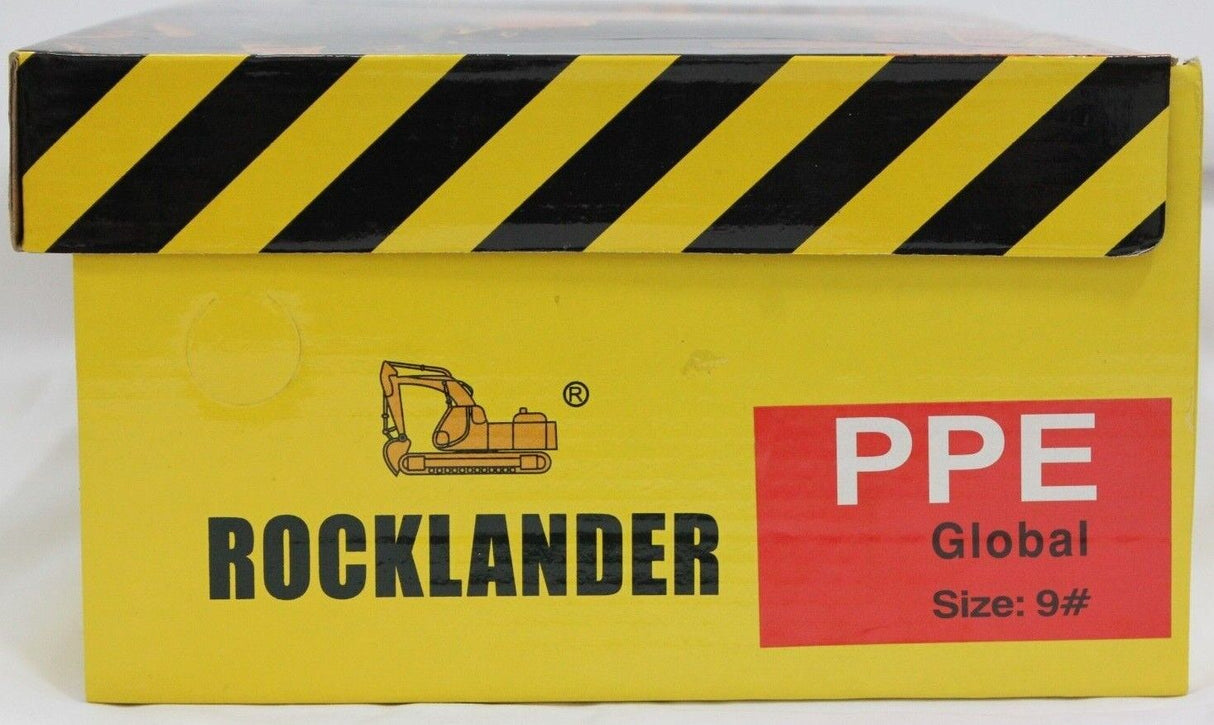 ®
ROCKLANDER
PPE
Global
Size: 9#